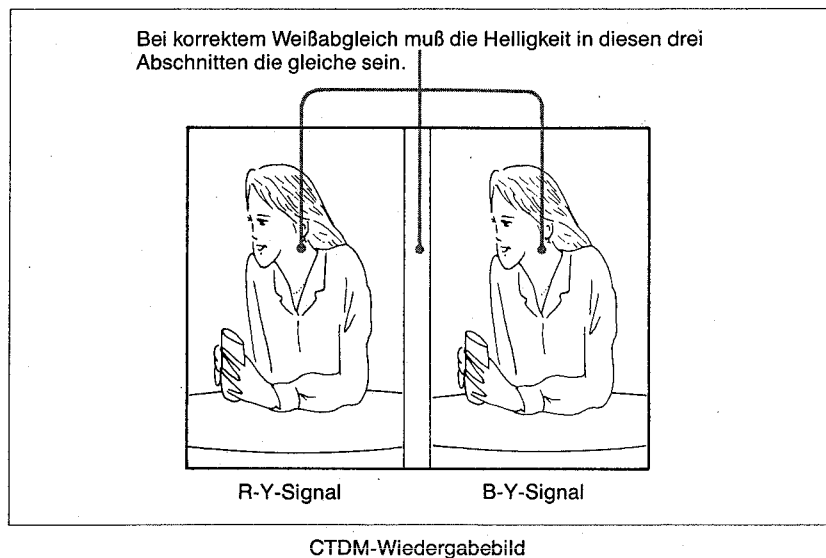 Bei korrektem Weißabgleich muß die Helligkeit in diesen drei
Abschnitten die gleiche sein.
R-Y-Signal B-Y-Signal
CTDM-Wiedergabebild